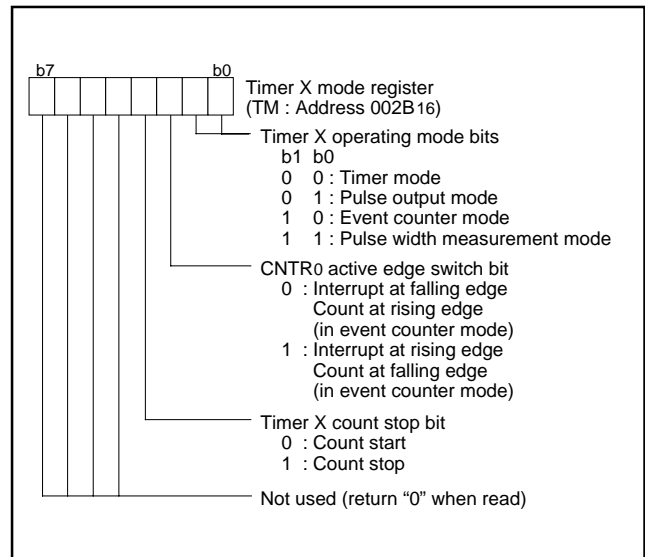 b7 b0
Timer X mode register
(TM : Address 002B16)
Timer X operating mode bits
b1 b0
0 0 : Timer mode
0 1 : Pulse output mode
1 0 : Event counter mode
1 1 : Pulse width measurement mode
CNTR0 active edge switch bit
0 : Interrupt at falling edge
Count at rising edge
(in event counter mode)
1 : Interrupt at rising edge
Count at falling edge
(in event counter mode)
Timer X count stop bit
0 : Count start
1 : Count stop
Not used (return “0” when read)